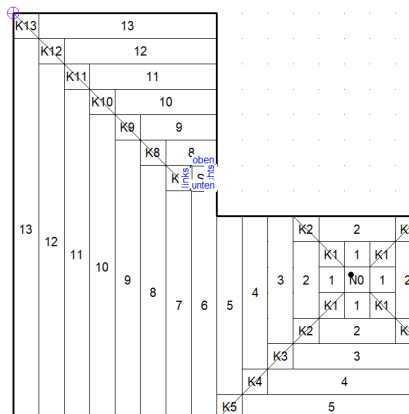 K13 13
K12 12
K11 11
K10 10
K9 9
K8 8
oben
links
unten
K2 2
K1 1 K1
13 12 11 10 9 8 7 6 5 4 3 2 1 N0 1 2
K1 1 K1
K2 2
K3 3
K4 4
K5 5